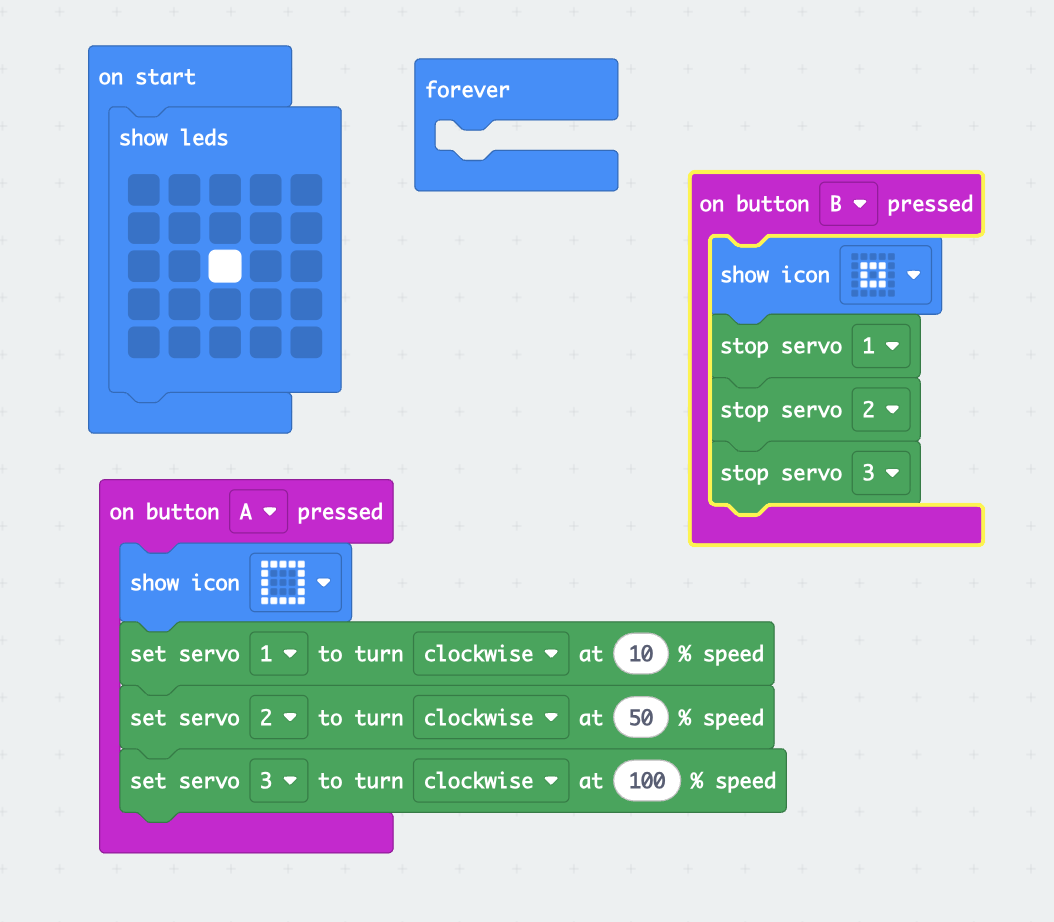 on start
show leds
forever
on button B pressed
show icon
stop servo 1
stop servo 2
stop servo 3
on button A pressed
show icon
set servo 1 to turn clockwise at 10 % speed
set servo 2 to turn clockwise at 50 % speed
set servo 3 to turn clockwise at 100 % speed